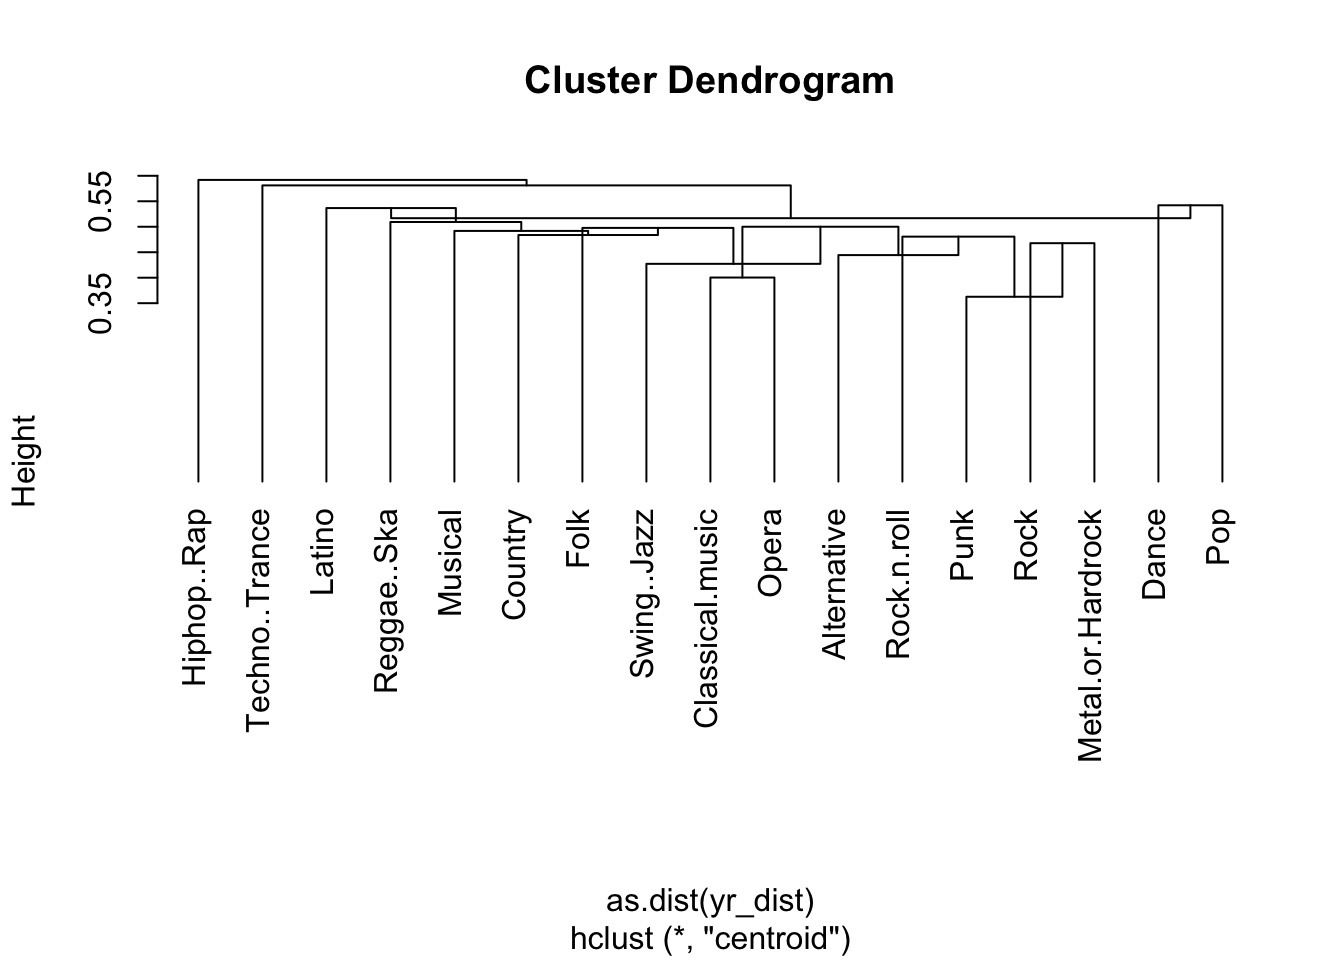 Cluster Dendrogram
0.55
0.35
Height
Hiphop..Rap
Techno..Trance
Latino
Reggae..Ska
Musical
Country
Folk
Swing..Jazz
Classical.music
Opera
Alternative
Rock.n.roll
Punk
Rock
Metal.or.Hardrock
Dance
Pop
as.dist(yr_dist)
hclust (*, "centroid")